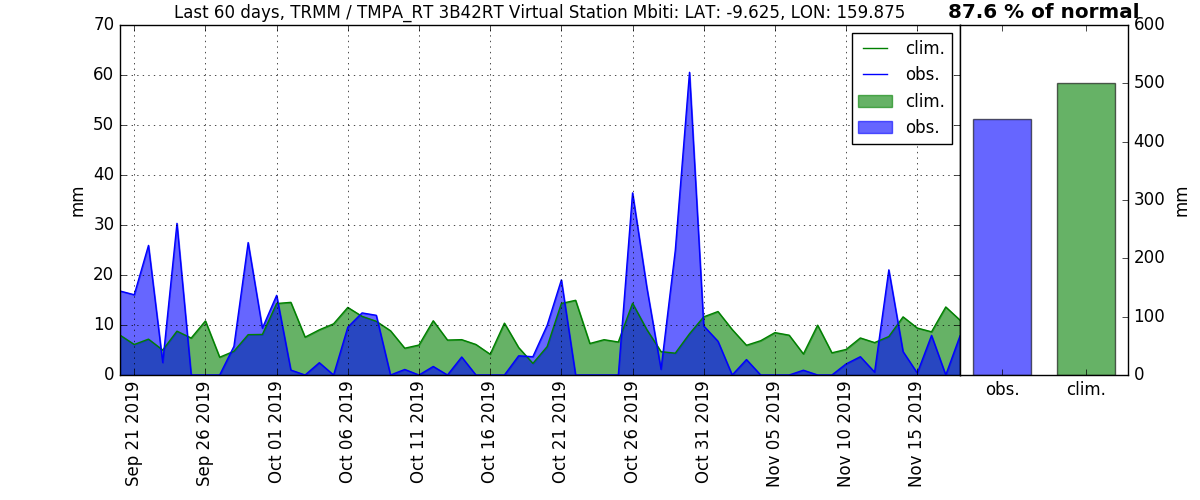 Last 60 days, TRMM / TMPA_RT 3B42RT Virtual Station Mbiti: LAT: -9.625, LON: 159.875
87.6 % of normal
70
60
50
40
30
20
10
0
mm
clim.
obs.
clim.
obs.
Sep 21 2019
Sep 26 2019
Oct 01 2019
Oct 06 2019
Oct 11 2019
Oct 16 2019
Oct 21 2019
Oct 26 2019
Oct 31 2019
Nov 05 2019
Nov 10 2019
Nov 15 2019
600
500
400
300
200
100
0
mm
obs.
clim.